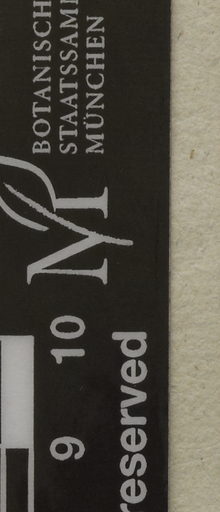 BOTANISCH
STAATSSAM
MÜNCHEN
M
9 10
reserved